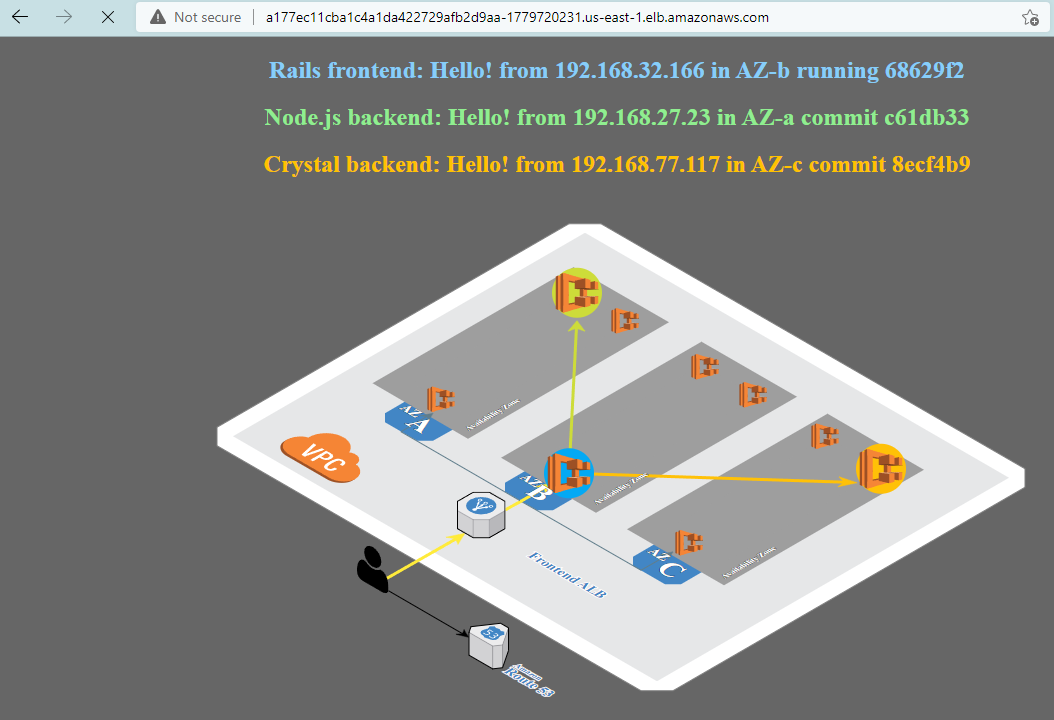 Not secure
a177ec11cba1c4a1da422729afb2d9aa-1779720231.us-east-1.elb.amazonaws.com
Rails frontend: Hello! from 192.168.32.166 in AZ-b running 68629f2
Node.js backend: Hello! from 192.168.27.23 in AZ-a commit c61db33
Crystal backend: Hello! from 192.168.77.117 in AZ-c commit 8ecf4b9
AZ A
Availability Zone
VPC
AZ B
Availability Zone
AZ C
Availability Zone
Frontend ALB
53
Amazon
Route 53